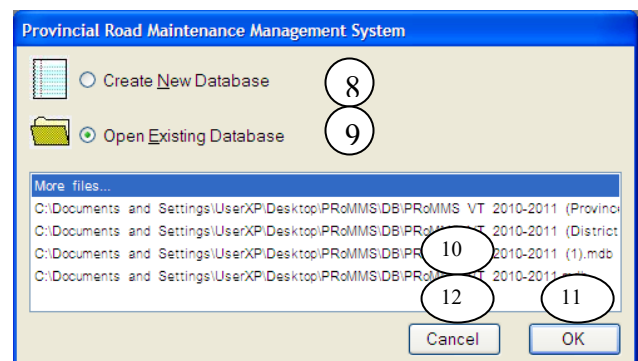 Provincial Road Maintenance Management System
Create New Database 8
Open Existing Database 9
More files...
C:\Documents and Settings\UserXP\Desktop\PRoMMS\DB\PRoMMS VT 2010-2011 (Province
C:\Documents and Settings\UserXP\Desktop\PRoMMS\DB\PRoMMS VT 2010-2011 (District
C:\Documents and Settings\UserXP\Desktop\PRoMMS\DB\PRo 10 2010-2011 (1).mdb
C:\Documents and Settings\UserXP\Desktop\PRoMMS\DB\PRoMMS VT 2010-2011.mdb
12 11
Cancel OK